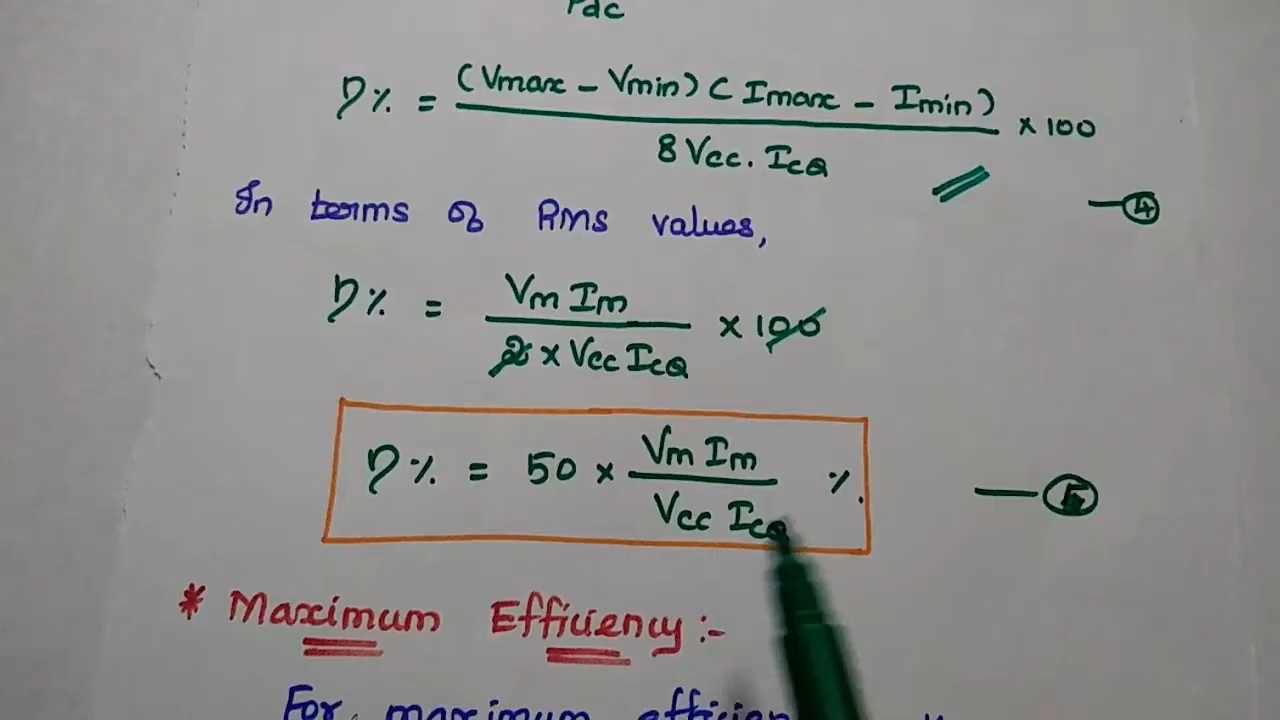 Pdc
η% = (Vmax - Vmin) (Imax - Imin) / 8 Vcc . ICQ × 100
— ④
In terms of RMS values,
η% = Vm Im / 2 × Vcc ICQ × 100
η% = 50 × Vm Im / Vcc ICQ %.
— ⑤
* Maximum Efficiency :-
For maximum